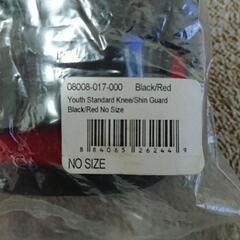 08008-017-000 Black/Red
Youth Standard Knee/Shin Guard
Black/Red No Size
8 84065 26244 9
NO SIZE